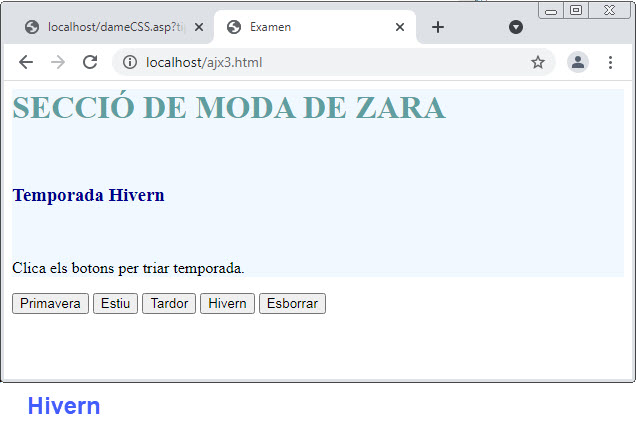 localhost/dameCSS.asp?ti
Examen
localhost/ajx3.html
SECCIÓ DE MODA DE ZARA
Temporada Hivern
Clica els botons per triar temporada.
Primavera Estiu Tardor Hivern Esborrar
Hivern